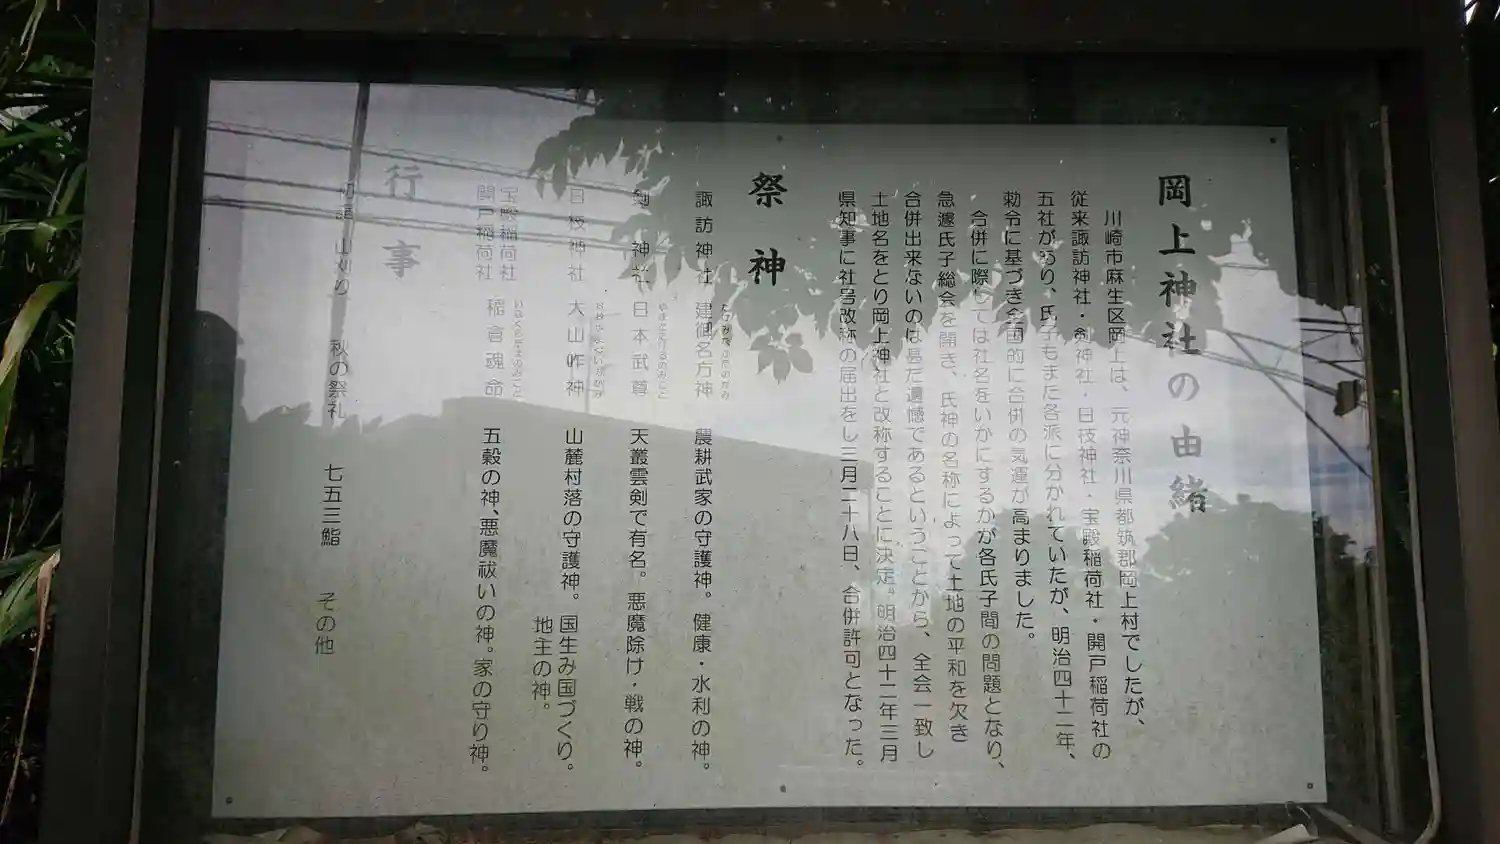 岡上神社の由緒
川崎市麻生区岡上は、元神奈川県都筑郡岡上村でしたが、
従来諏訪神社・剣神社・日枝神社・宝殿稲荷社・開戸稲荷社の
五社があり、氏子もまた各派に分かれていたが、明治四十二年、
勅令に基づき全国的に合併の気運が高まりました。
合併に際しては社名をいかにするかが各氏子間の問題となり、
急遽氏子総会を開き、氏神の名称によって土地の平和を欠き
合併出来ないのは甚だ遺憾であるということから、全会一致し
土地名をとり岡上神社と改称することに決定。明治四十二年三月
県知事に社号改称の届出をし三月二十八日、合併許可となった。
祭神
諏訪神社 建御名方神 農耕武家の守護神。健康・水利の神。
剣神社 日本武尊 天叢雲剣で有名。悪魔除け・戦の神。
日枝神社 大山咋神 山麓村落の守護神。国生み国づくり。
地主の神。
宝殿稲荷社
開戸稲荷社 稲倉魂命 五穀の神、悪魔祓いの神。家の守り神。
行事
初詣 山刈り 秋の祭礼 七五三詣 その他